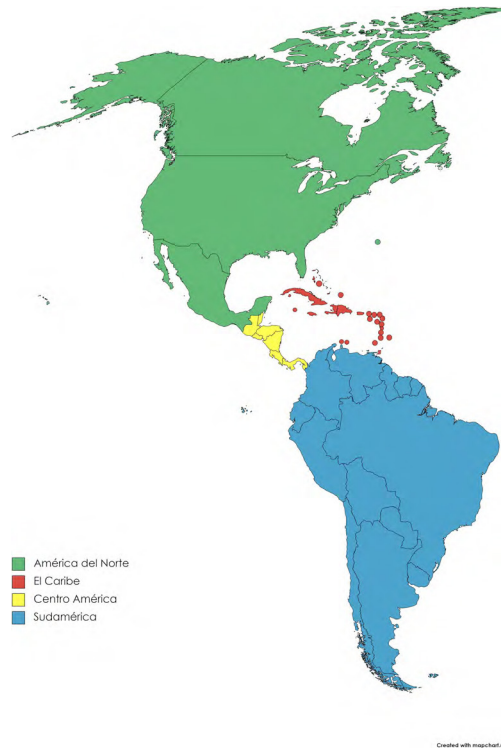 América del Norte
El Caribe
Centro América
Sudamérica
Created with mapchart